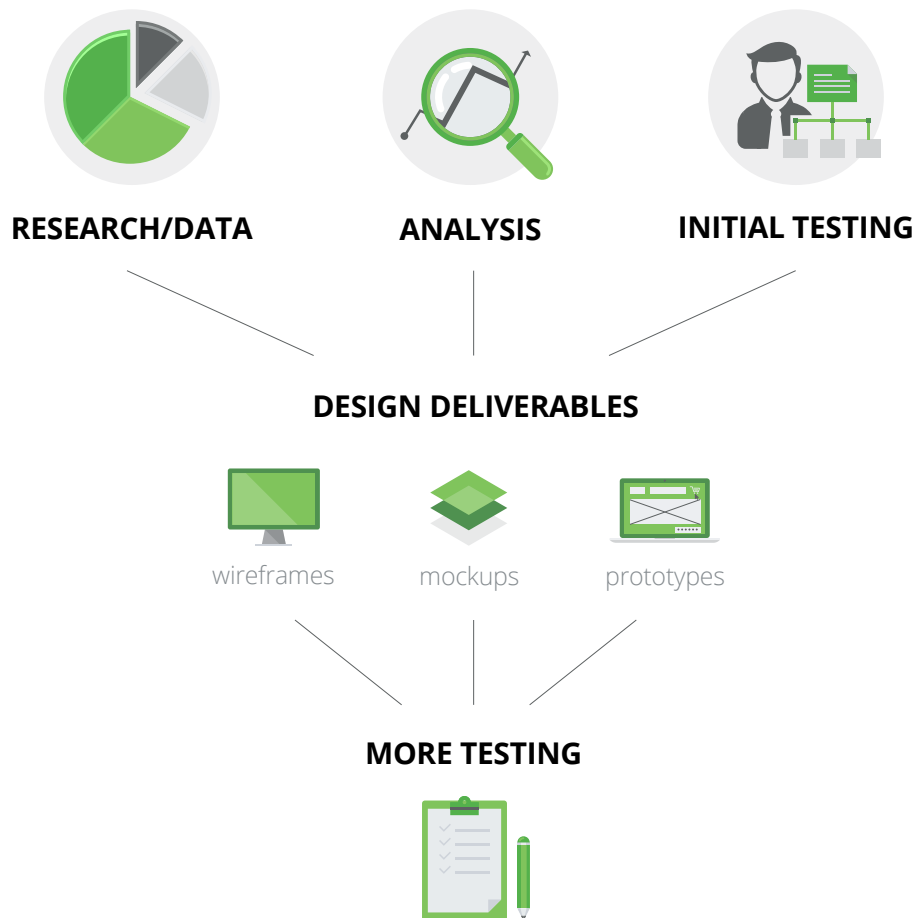 RESEARCH/DATA
ANALYSIS
INITIAL TESTING
DESIGN DELIVERABLES
wireframes
mockups
prototypes
MORE TESTING